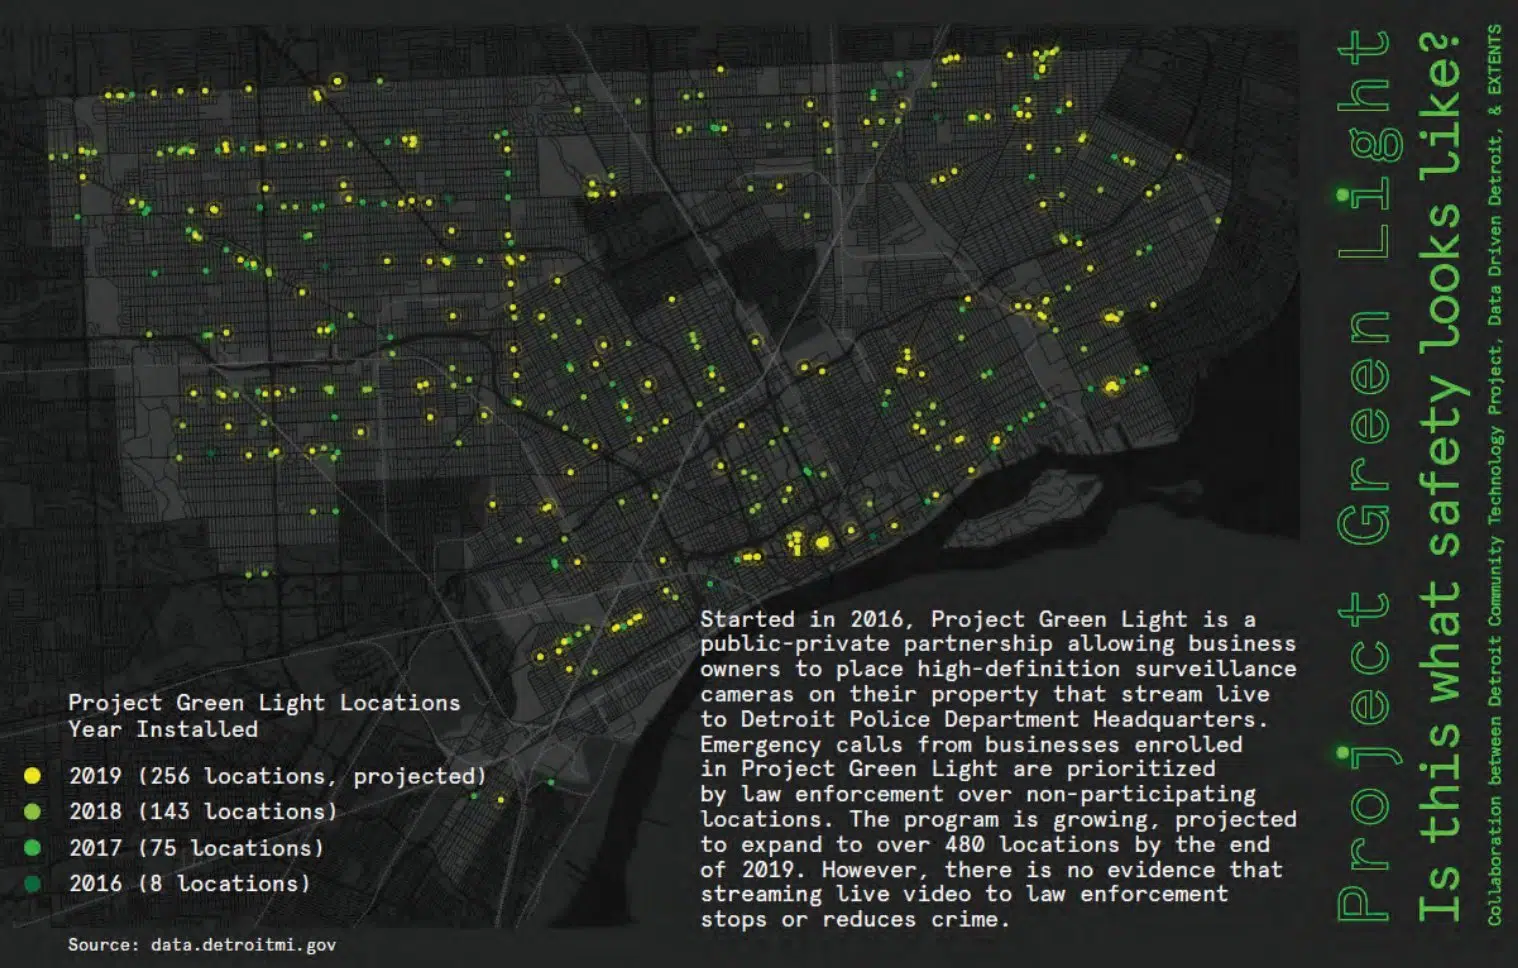 Project Green Light
Is this what safety looks like?
Collaboration between Detroit Community Technology Project, Data Driven Detroit, & EXTENTS
Started in 2016, Project Green Light is a
public-private partnership allowing business
owners to place high-definition surveillance
cameras on their property that stream live
to Detroit Police Department Headquarters.
Emergency calls from businesses enrolled
in Project Green Light are prioritized
by law enforcement over non-participating
locations. The program is growing, projected
to expand to over 480 locations by the end
of 2019. However, there is no evidence that
streaming live video to law enforcement
stops or reduces crime.
Project Green Light Locations
Year Installed
2019 (256 locations, projected)
2018 (143 locations)
2017 (75 locations)
2016 (8 locations)
Source: data.detroitmi.gov